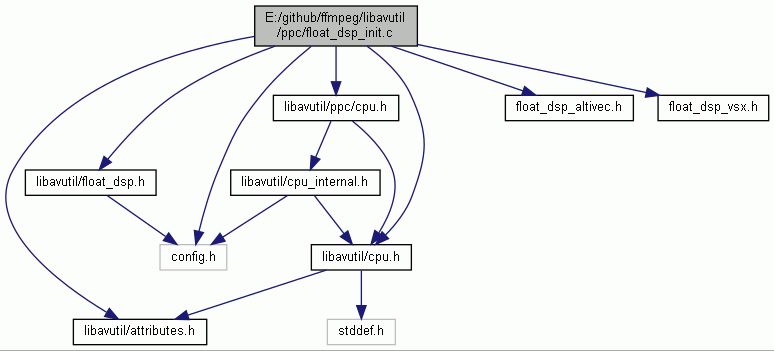 E:/github/ffmpeg/libavutil
/ppc/float_dsp_init.c
libavutil/ppc/cpu.h
float_dsp_altivec.h
float_dsp_vsx.h
libavutil/float_dsp.h
libavutil/cpu_internal.h
config.h
libavutil/cpu.h
libavutil/attributes.h
stddef.h